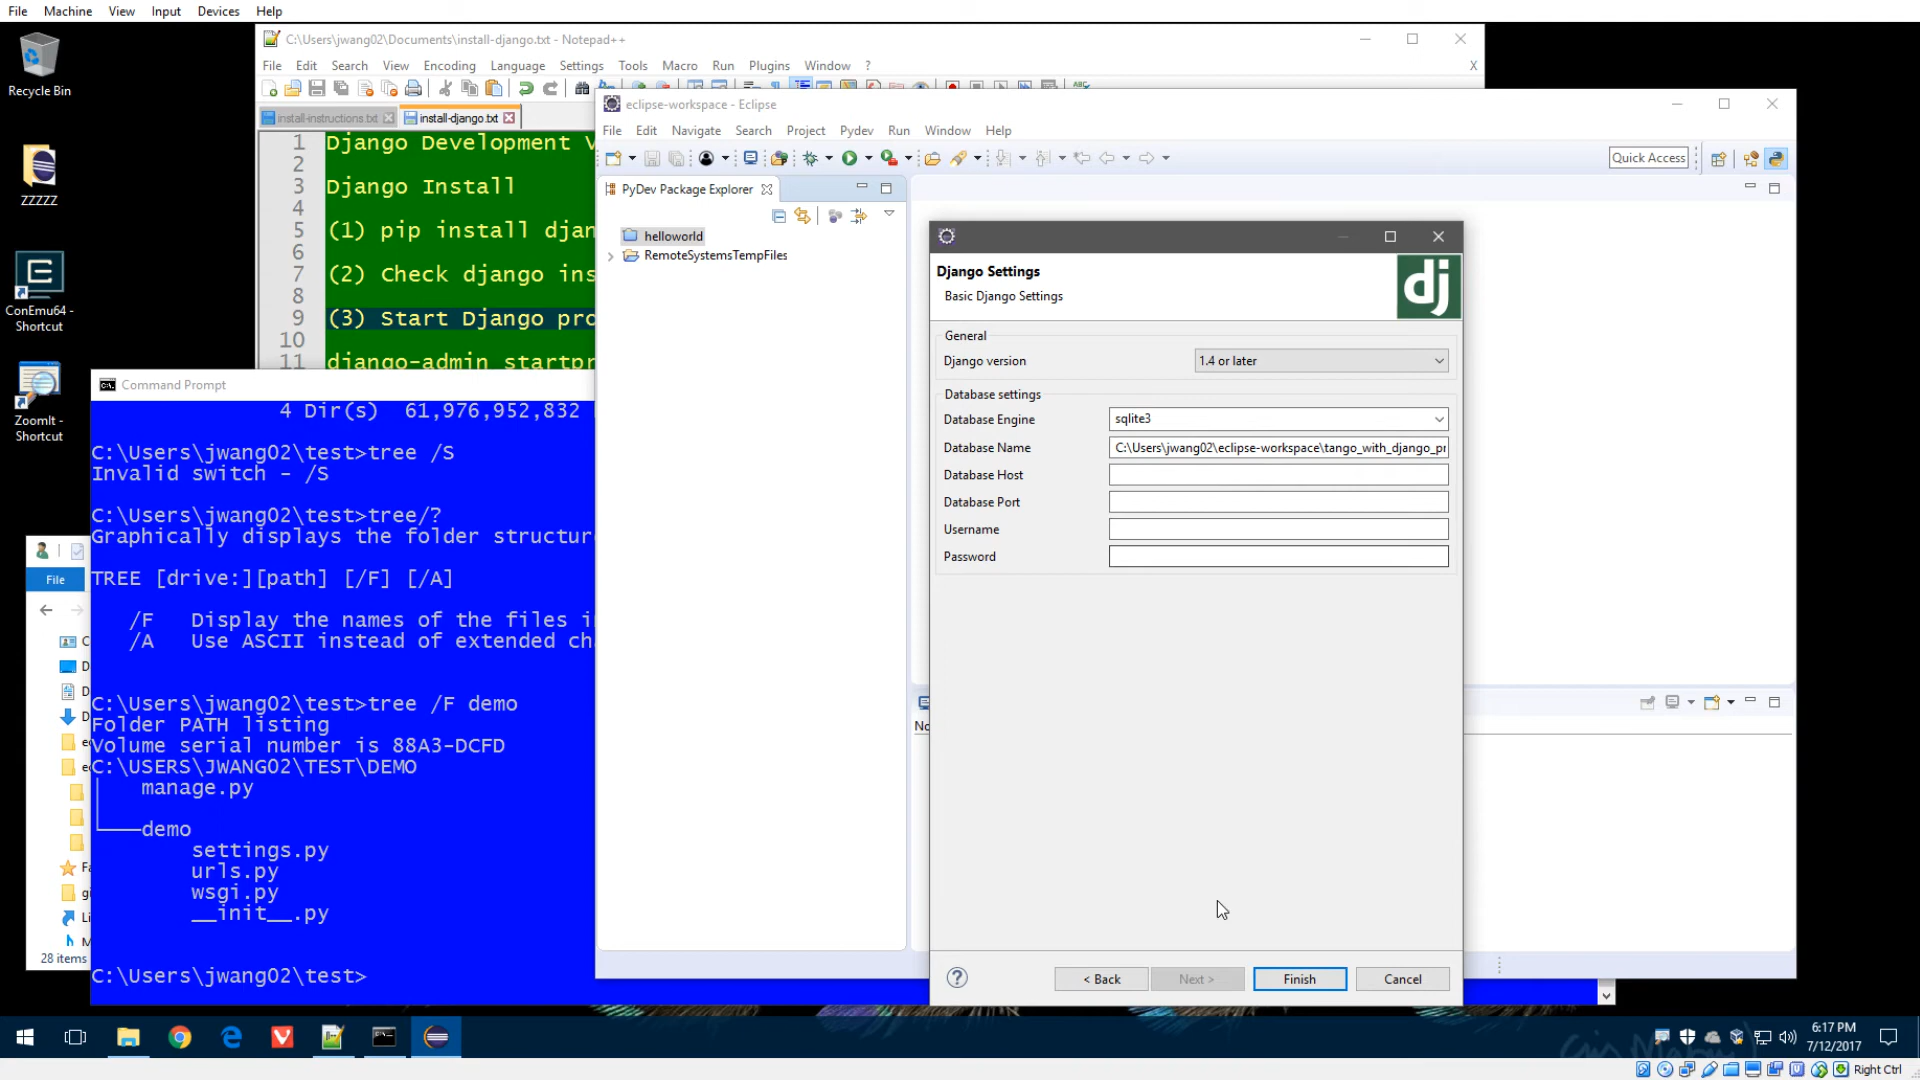 File Machine View Input Devices Help
Recycle Bin
ZZZZZ
ConEmu64 -
Shortcut
ZoomIt -
Shortcut
C:\Users\jwang02\Documents\install-django.txt - Notepad++
File Edit Search View Encoding Language Settings Tools Macro Run Plugins Window ? X
install-instructions.txt install-django.txt
1 Django Development V
2
3 Django Install
4
5 (1) pip install djan
6
7 (2) Check django ins
8
9 (3) Start Django pro
10
11 django-admin startpr
Command Prompt
4 Dir(s) 61,976,952,832
C:\Users\jwang02\test>tree /S
Invalid switch - /S
C:\Users\jwang02\test>tree/?
Graphically displays the folder structur
TREE [drive:][path] [/F] [/A]
/F Display the names of the files i
/A Use ASCII instead of extended cha
C:\Users\jwang02\test>tree /F demo
Folder PATH listing
Volume serial number is 88A3-DCFD
C:\USERS\JWANG02\TEST\DEMO
manage.py
demo
settings.py
urls.py
wsgi.py
__init__.py
C:\Users\jwang02\test>
File
28 items
eclipse-workspace - Eclipse
File Edit Navigate Search Project Pydev Run Window Help
Quick Access
PyDev Package Explorer
helloworld
RemoteSystemsTempFiles
Django Settings
Basic Django Settings
dj
General
Django version 1.4 or later
Database settings
Database Engine sqlite3
Database Name C:\Users\jwang02\eclipse-workspace\tango_with_django_pr
Database Host
Database Port
Username
Password
< Back Next > Finish Cancel
6:17 PM
7/12/2017
Right Ctrl